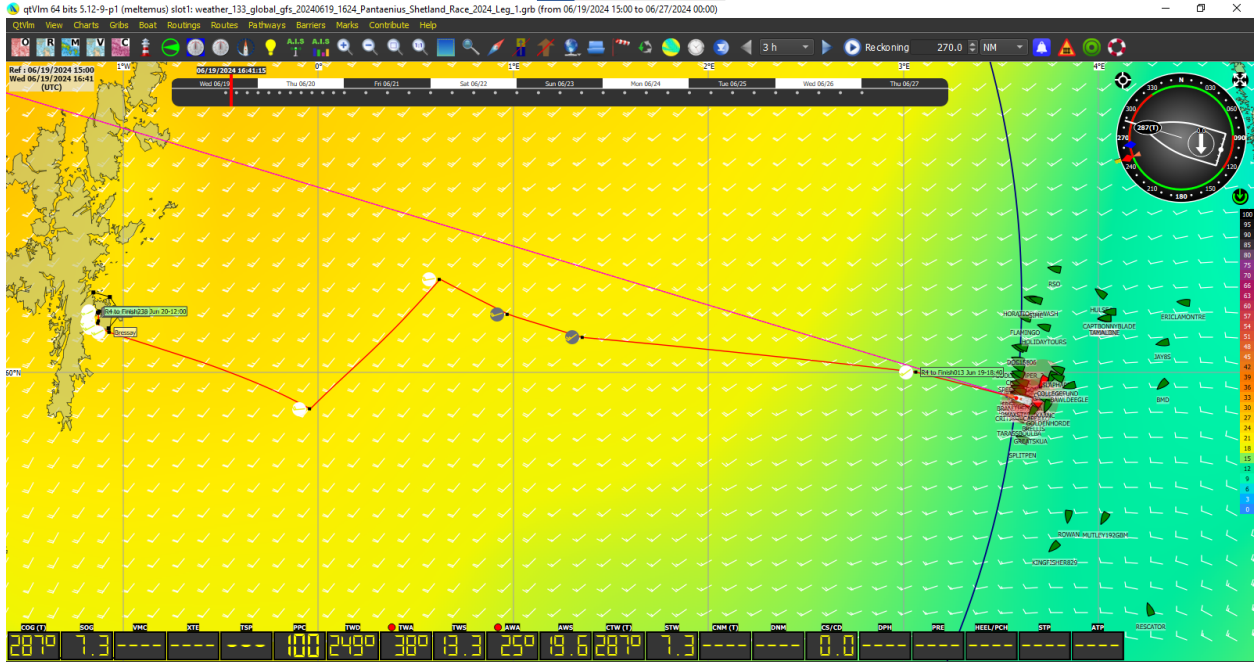 qtVlm 64 bits 5.12-9-p1 (meltemus) slot1: weather_133_global_gfs_20240619_1624_Pantaenius_Shetland_Race_2024_Leg_1.grb (from 06/19/2024 15:00 to 06/27/2024 00:00)
QtVlm View Charts Gribs Boat Routings Routes Pathways Barriers Marks Contribute Help
A.I.S A.I.S 1:1 3 h Reckoning 270.0 NM
Ref : 06/19/2024 15:00
Wed 06/19/2024 16:41
(UTC)
1°W 0° 1°E 2°E 3°E 4°E
06/19/2024 16:41:15
Wed 06/19 Thu 06/20 Fri 06/21 Sat 06/22 Sun 06/23 Mon 06/24 Tue 06/25 Wed 06/26 Thu 06/27
N 030 060 090 120 150 180 210 240 270 300 330
287(T)
100
95
90
85
80
75
70
66
63
60
57
54
51
48
45
42
39
36
33
30
27
24
21
18
15
12
9
6
3
0
RSO
ERICLAMONTRE
CAPTBONNYBLADE
TAMALINE
FLAMINGO
HOLIDAYTOURS
JAY8S
R4 to Finish238 Jun 20-12:00
Bressay
60°N
R4 to Finish013 Jun 19-18:40
BMD
GOLDENHORDE
GREATSKUA
SPLITPEN
ROWAN MUTLEY192GBM
KINGFISHER820
RESCATOR
COG (T) SOG VMC XTE TSP PPC TWD TWA TWS AWA AWS CTW (T) STW CNM (T) DNM CS/CD DPH PRE HEEL/PCH STP ATP
287° 7.3 ---- ---- --- 100 249° 38° 13.3 25° 19.6 287° 7.3 ---- ---- 0.0 ---- ---- ---- ---- ----